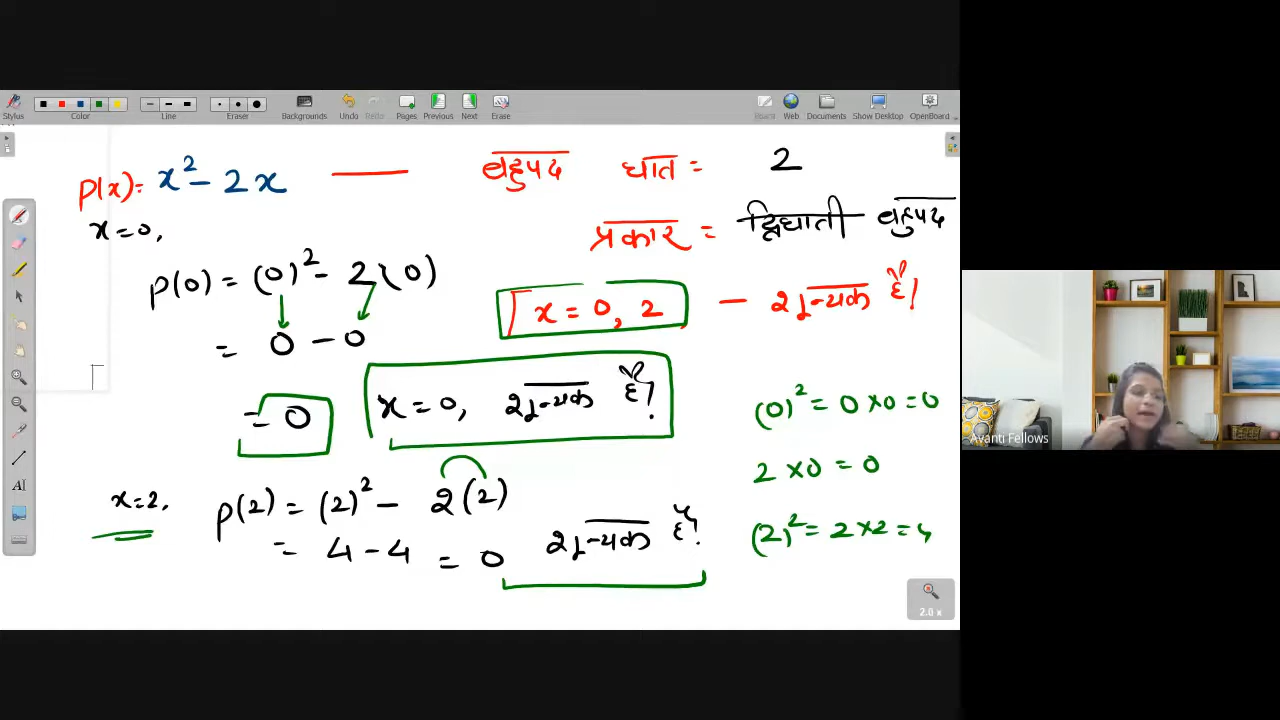 Stylus
Color
Line
Eraser
Backgrounds
Undo
Redo
Pages
Previous
Next
Erase
Board
Web
Documents
Show Desktop
OpenBoard
p(x) = x² - 2x — बहुपद घात = 2
x = 0,
प्रकार = द्विघाती बहुपद
p(0) = (0)² - 2(0)
x = 0, 2 - शून्यक है।
= 0 - 0
= 0
x = 0, शून्यक है।
(0)² = 0 × 0 = 0
2 × 0 = 0
(2)² = 2 × 2 = 4
x = 2, p(2) = (2)² - 2(2)
= 4 - 4 = 0 शून्यक है।
2.0 x
Avanti Fellows